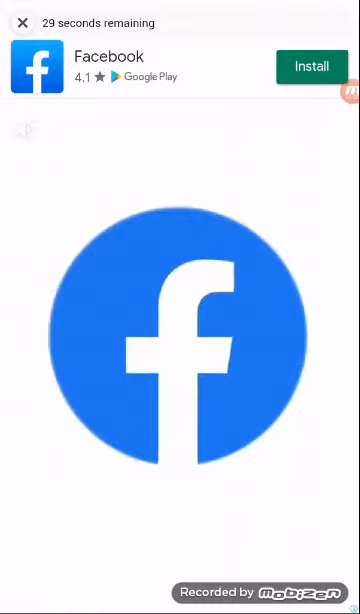 29 seconds remaining
Facebook
4.1 ★ Google Play
Install
Recorded by mobizen